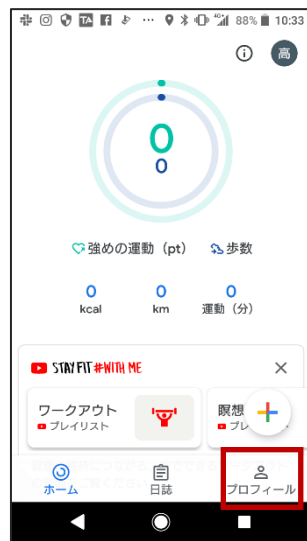 88% 10:33
高
0
0
強めの運動（pt） 歩数
0 0 0
kcal km 運動（分）
STAY FIT #WITH ME
ワークアウト 瞑想
プレイリスト プレ
ホーム 日誌 プロフィール